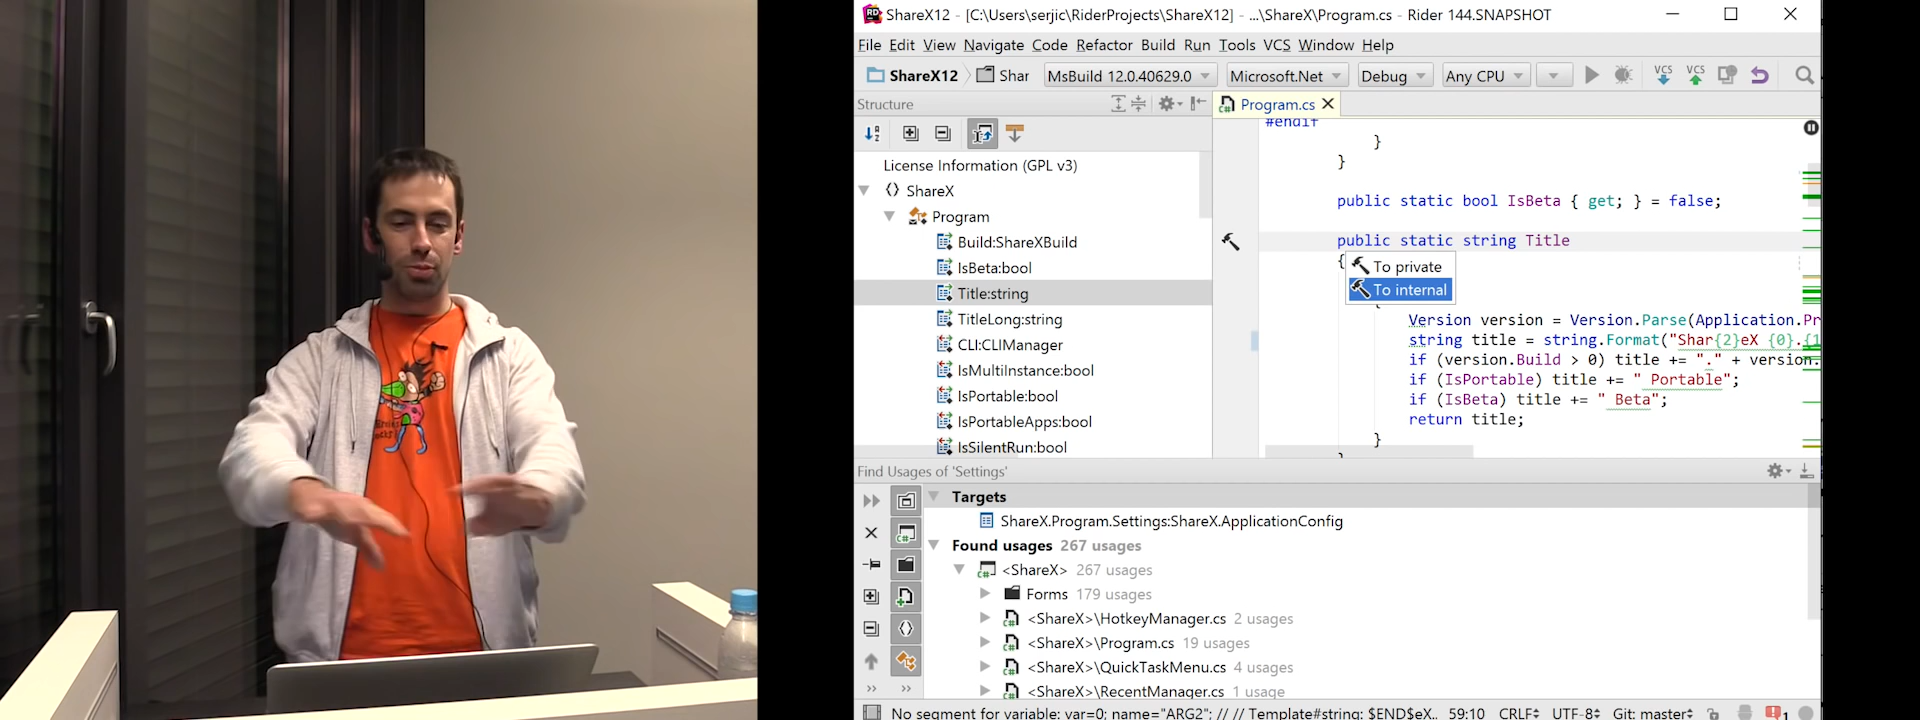 ShareX12 - [C:\Users\serjic\RiderProjects\ShareX12] - ...\ShareX\Program.cs - Rider 144.SNAPSHOT
File Edit View Navigate Code Refactor Build Run Tools VCS Window Help
ShareX12 Shar MsBuild 12.0.40629.0 Microsoft.Net Debug Any CPU VCS VCS
Structure
Program.cs
License Information (GPL v3)
ShareX
Program
Build:ShareXBuild
IsBeta:bool
Title:string
TitleLong:string
CLI:CLIManager
IsMultiInstance:bool
IsPortable:bool
IsPortableApps:bool
IsSilentRun:bool
#endif
}
}
public static bool IsBeta { get; } = false;
public static string Title
{
To private
To internal
{
Version version = Version.Parse(Application.Pr
string title = string.Format("Shar{2}eX {0}.{1
if (version.Build > 0) title += "." + version.
if (IsPortable) title += " Portable";
if (IsBeta) title += " Beta";
return title;
}
Find Usages of 'Settings'
Targets
ShareX.Program.Settings:ShareX.ApplicationConfig
Found usages 267 usages
<ShareX> 267 usages
Forms 179 usages
<ShareX>\HotkeyManager.cs 2 usages
<ShareX>\Program.cs 19 usages
<ShareX>\QuickTaskMenu.cs 4 usages
<ShareX>\RecentManager.cs 1 usage
No segment for variable: var=0; name="ARG2"; // // Template#string: $END$eX.. 59:10 CRLF UTF-8 Git: master 1